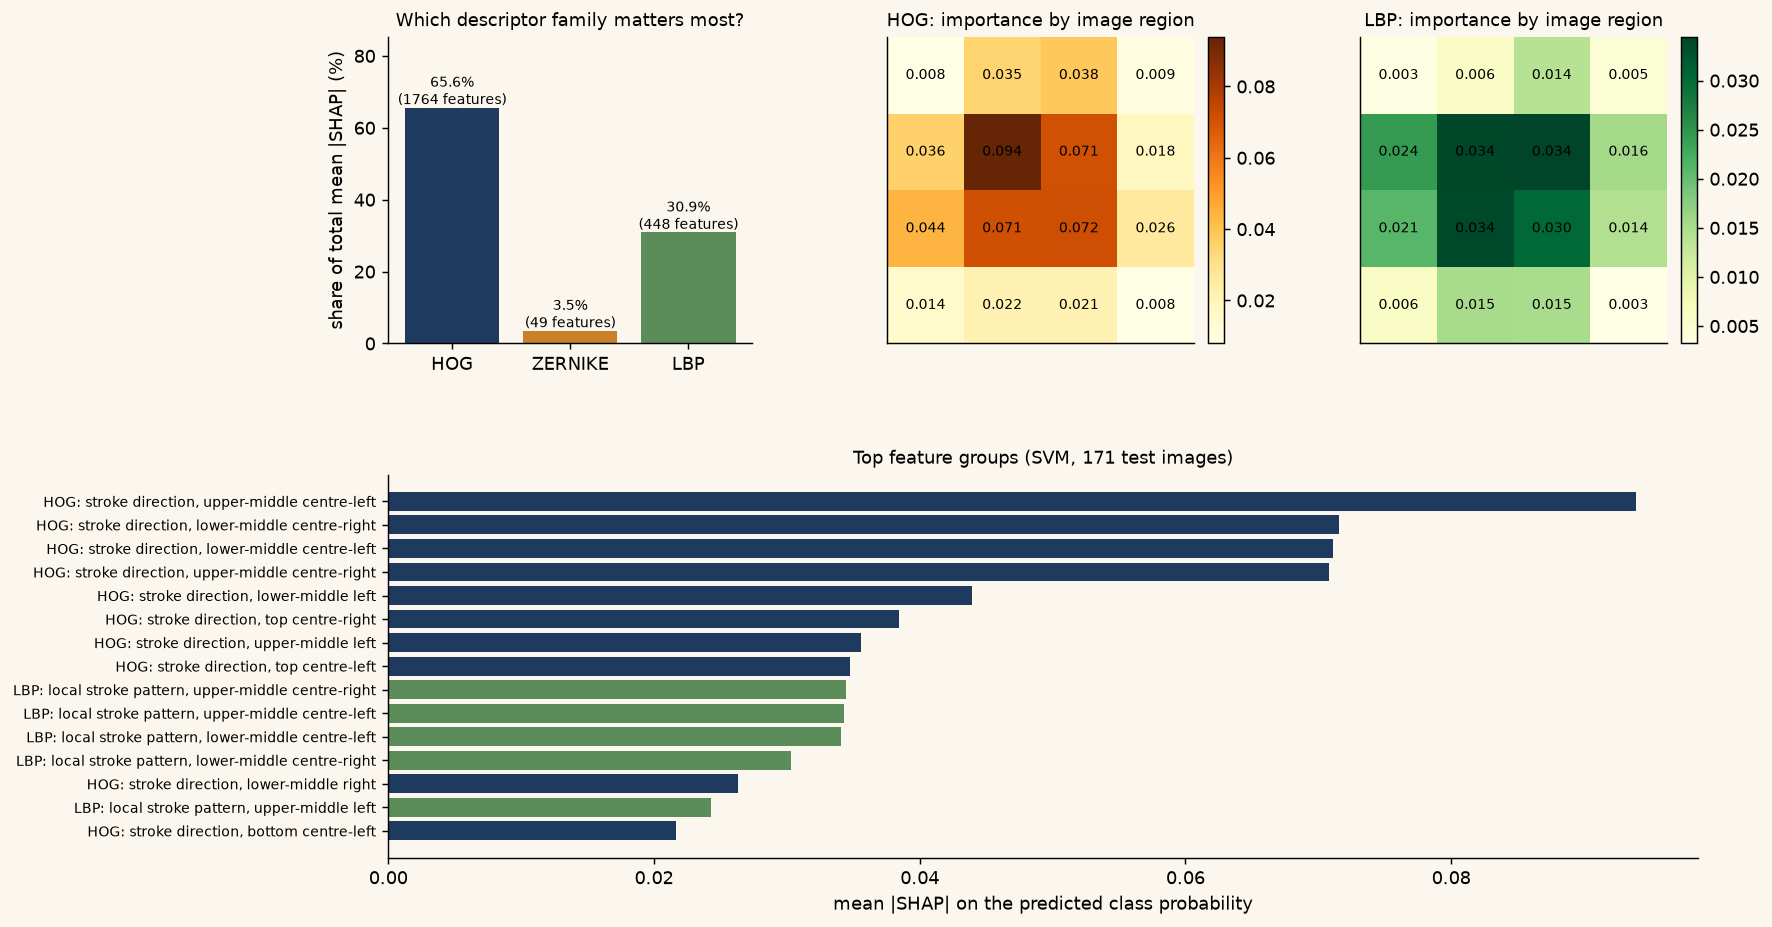 Which descriptor family matters most?
share of total mean |SHAP| (%)
80
60
40
20
0
65.6%
(1764 features)
3.5%
(49 features)
30.9%
(448 features)
HOG
ZERNIKE
LBP
HOG: importance by image region
0.008 0.035 0.038 0.009
0.036 0.094 0.071 0.018
0.044 0.071 0.072 0.026
0.014 0.022 0.021 0.008
0.08
0.06
0.04
0.02
LBP: importance by image region
0.003 0.006 0.014 0.005
0.024 0.034 0.034 0.016
0.021 0.034 0.030 0.014
0.006 0.015 0.015 0.003
0.030
0.025
0.020
0.015
0.010
0.005
Top feature groups (SVM, 171 test images)
HOG: stroke direction, upper-middle centre-left
HOG: stroke direction, lower-middle centre-right
HOG: stroke direction, lower-middle centre-left
HOG: stroke direction, upper-middle centre-right
HOG: stroke direction, lower-middle left
HOG: stroke direction, top centre-right
HOG: stroke direction, upper-middle left
HOG: stroke direction, top centre-left
LBP: local stroke pattern, upper-middle centre-right
LBP: local stroke pattern, upper-middle centre-left
LBP: local stroke pattern, lower-middle centre-left
LBP: local stroke pattern, lower-middle centre-right
HOG: stroke direction, lower-middle right
LBP: local stroke pattern, upper-middle left
HOG: stroke direction, bottom centre-left
0.00 0.02 0.04 0.06 0.08
mean |SHAP| on the predicted class probability